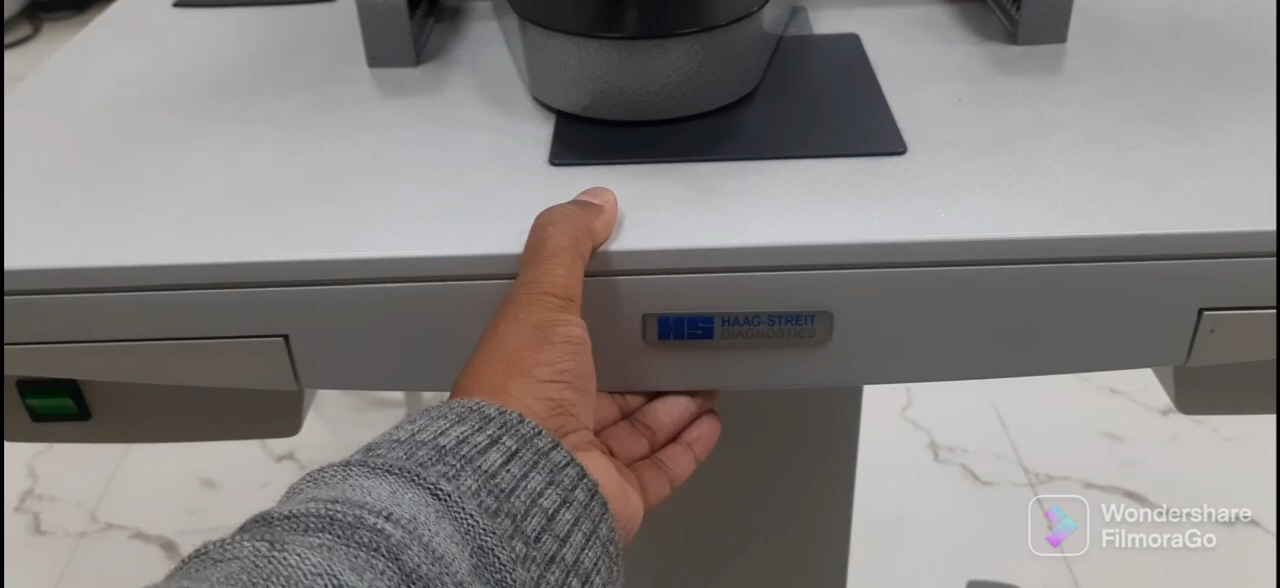 HS
HAAG-STREIT
DIAGNOSTICS
Wondershare
FilmoraGo